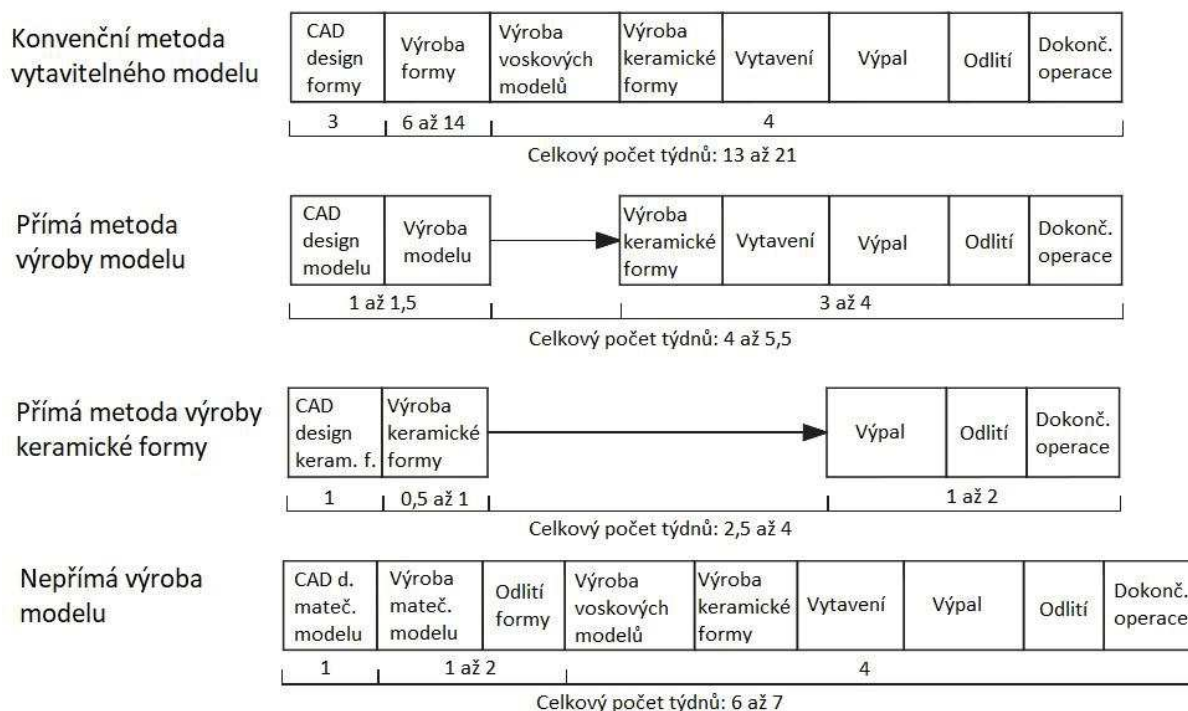 Konvenční metoda
vytavitelného modelu
CAD
design
formy
Výroba
formy
Výroba
voskových
modelů
Výroba
keramické
formy
Vytavení
Výpal
Odlití
Dokonč.
operace
3
6 až 14
4
Celkový počet týdnů: 13 až 21
Přímá metoda
výroby modelu
CAD
design
modelu
Výroba
modelu
Výroba
keramické
formy
Vytavení
Výpal
Odlití
Dokonč.
operace
1 až 1,5
3 až 4
Celkový počet týdnů: 4 až 5,5
Přímá metoda výroby
keramické formy
CAD
design
keram. f.
Výroba
keramické
formy
Výpal
Odlití
Dokonč.
operace
1
0,5 až 1
1 až 2
Celkový počet týdnů: 2,5 až 4
Nepřímá výroba
modelu
CAD d.
mateč.
modelu
Výroba
mateč.
modelu
Odlití
formy
Výroba
voskových
modelů
Výroba
keramické
formy
Vytavení
Výpal
Odlití
Dokonč.
operace
1
1 až 2
4
Celkový počet týdnů: 6 až 7